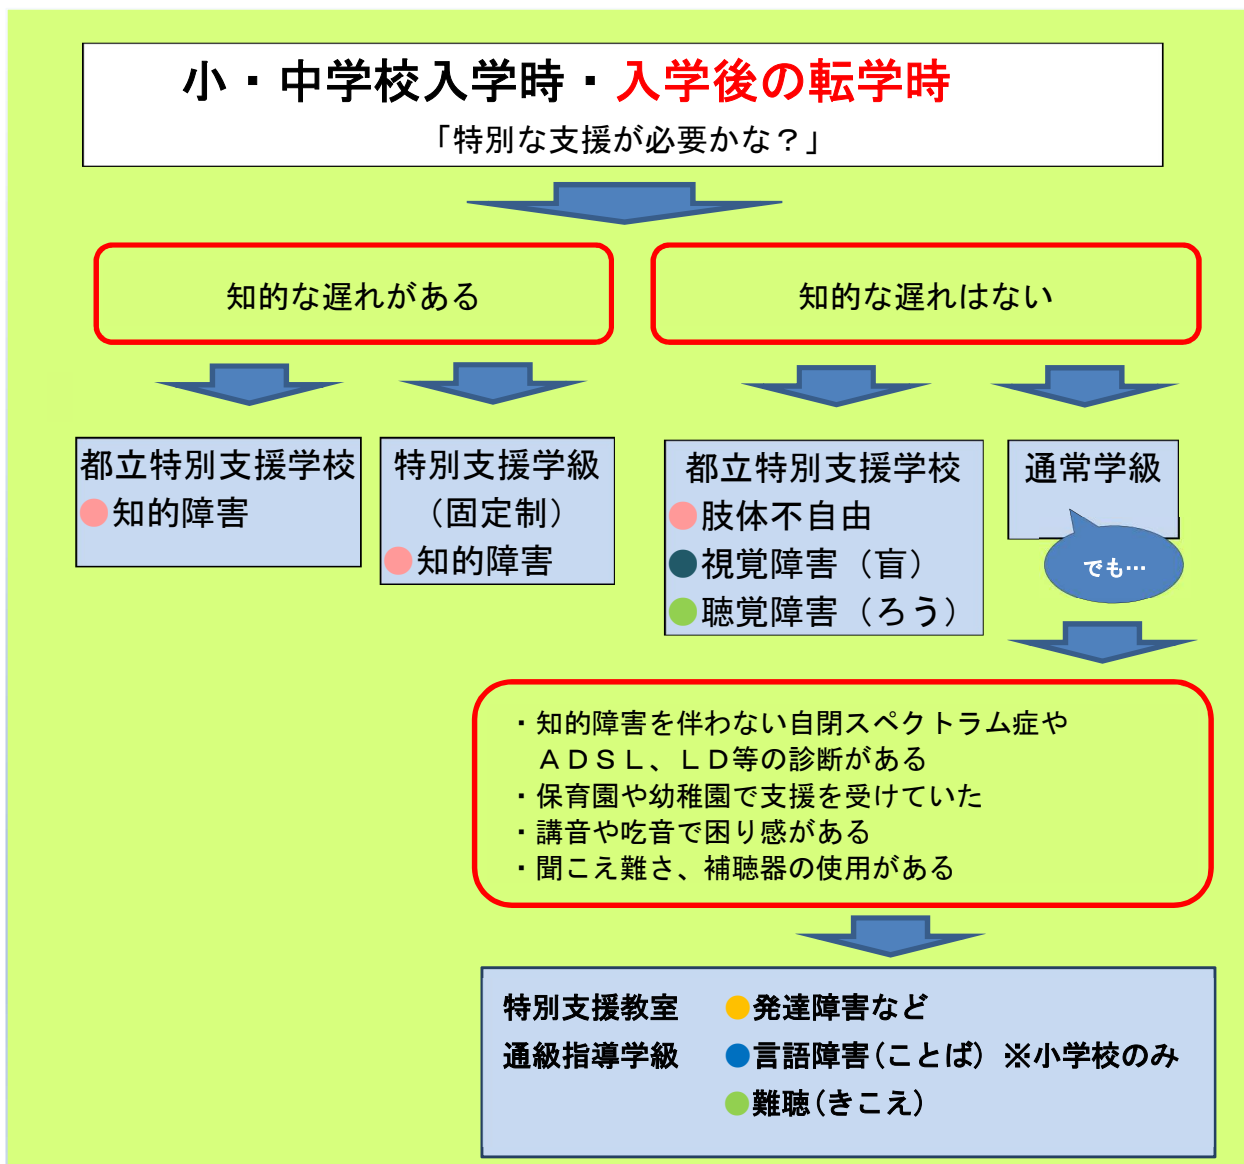 小・中学校入学時・入学後の転学時
「特別な支援が必要かな？」
知的な遅れがある
知的な遅れはない
都立特別支援学校
●知的障害
特別支援学級
（固定制）
●知的障害
都立特別支援学校
●肢体不自由
●視覚障害（盲）
●聴覚障害（ろう）
通常学級
でも…
・知的障害を伴わない自閉スペクトラム症や
ＡＤＳＬ、ＬＤ等の診断がある
・保育園や幼稚園で支援を受けていた
・講音や吃音で困り感がある
・聞こえ難さ、補聴器の使用がある
特別支援教室 ●発達障害など
通級指導学級 ●言語障害(ことば) ※小学校のみ
●難聴(きこえ)